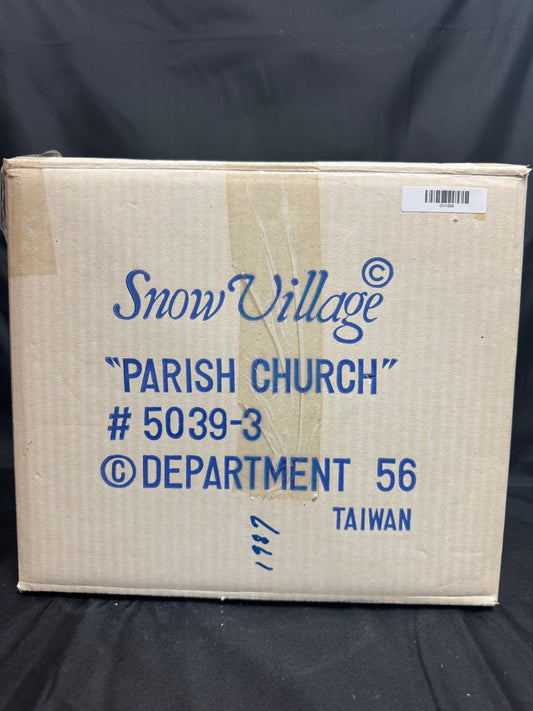 Snow Village ©
"PARISH CHURCH"
# 5039-3
© DEPARTMENT 56
TAIWAN
1987